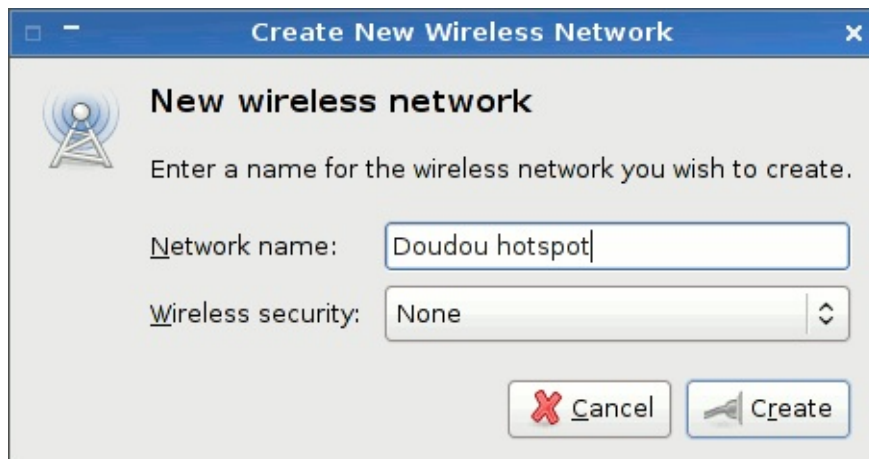 Create New Wireless Network
New wireless network
Enter a name for the wireless network you wish to create.
Network name: Doudou hotspot
Wireless security: None
Cancel Create